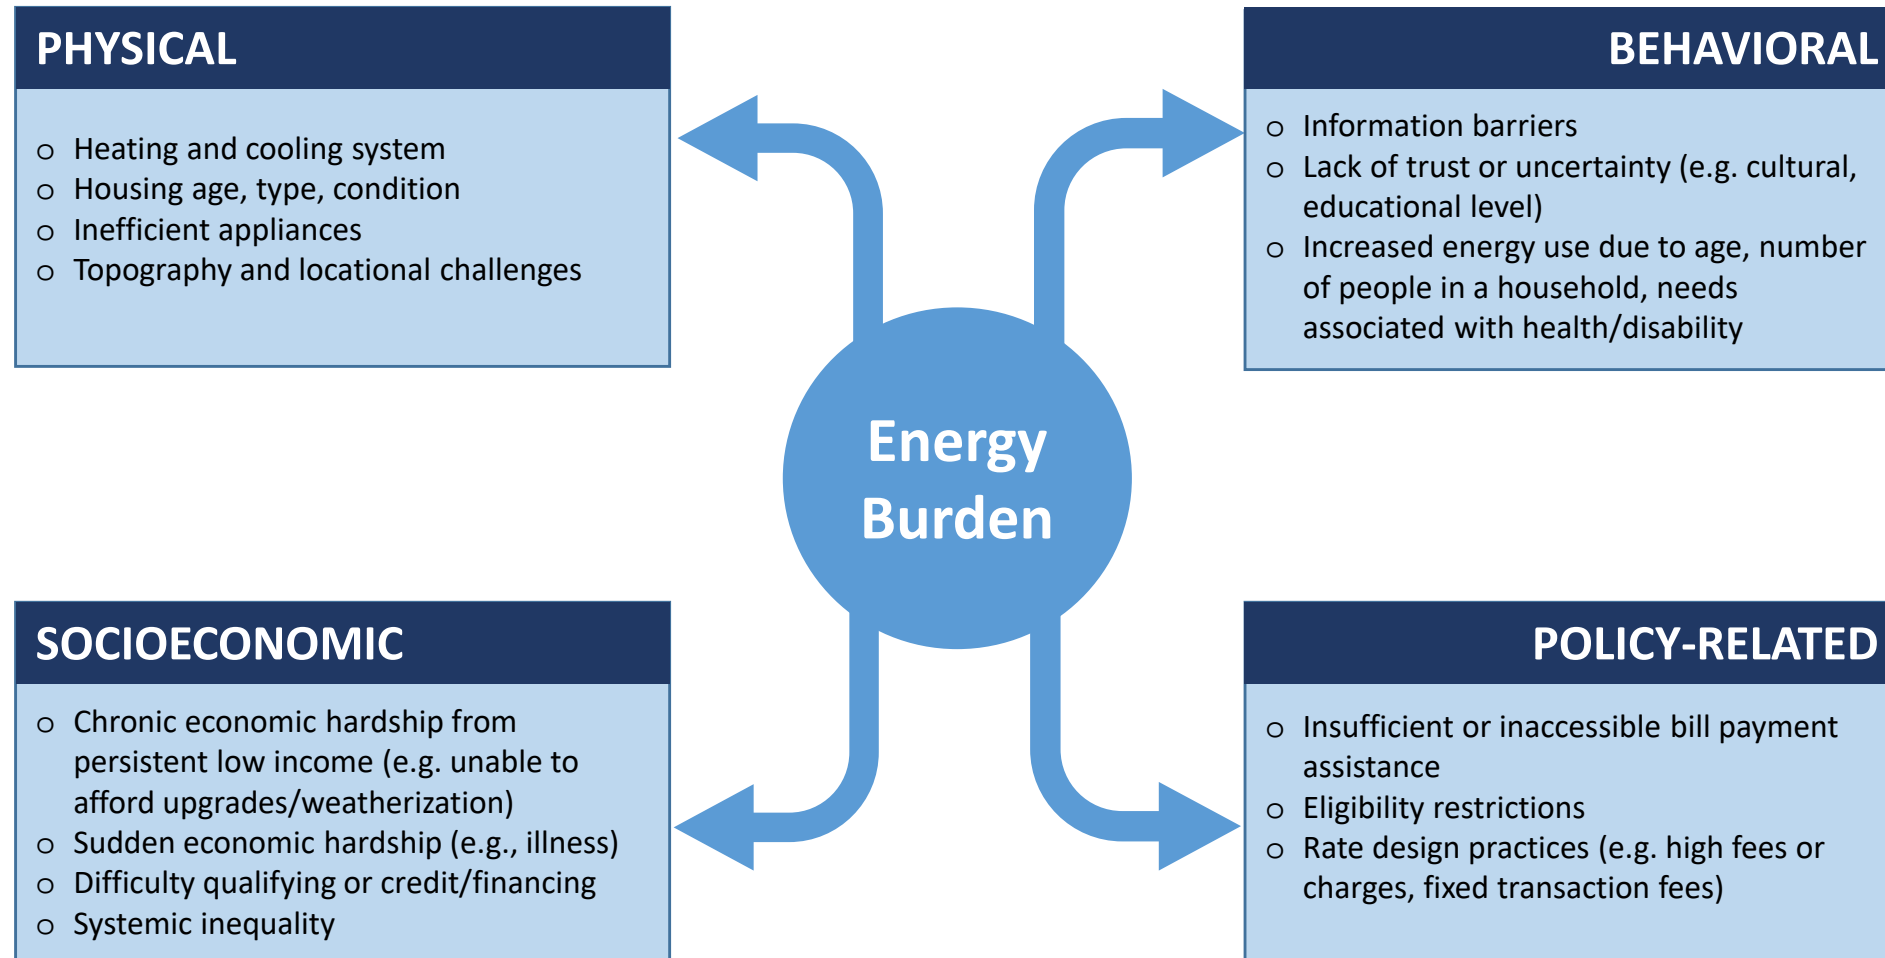 PHYSICAL
o Heating and cooling system
o Housing age, type, condition
o Inefficient appliances
o Topography and locational challenges
BEHAVIORAL
o Information barriers
o Lack of trust or uncertainty (e.g. cultural,
educational level)
o Increased energy use due to age, number
of people in a household, needs
associated with health/disability
Energy
Burden
SOCIOECONOMIC
o Chronic economic hardship from
persistent low income (e.g. unable to
afford upgrades/weatherization)
o Sudden economic hardship (e.g., illness)
o Difficulty qualifying or credit/financing
o Systemic inequality
POLICY-RELATED
o Insufficient or inaccessible bill payment
assistance
o Eligibility restrictions
o Rate design practices (e.g. high fees or
charges, fixed transaction fees)